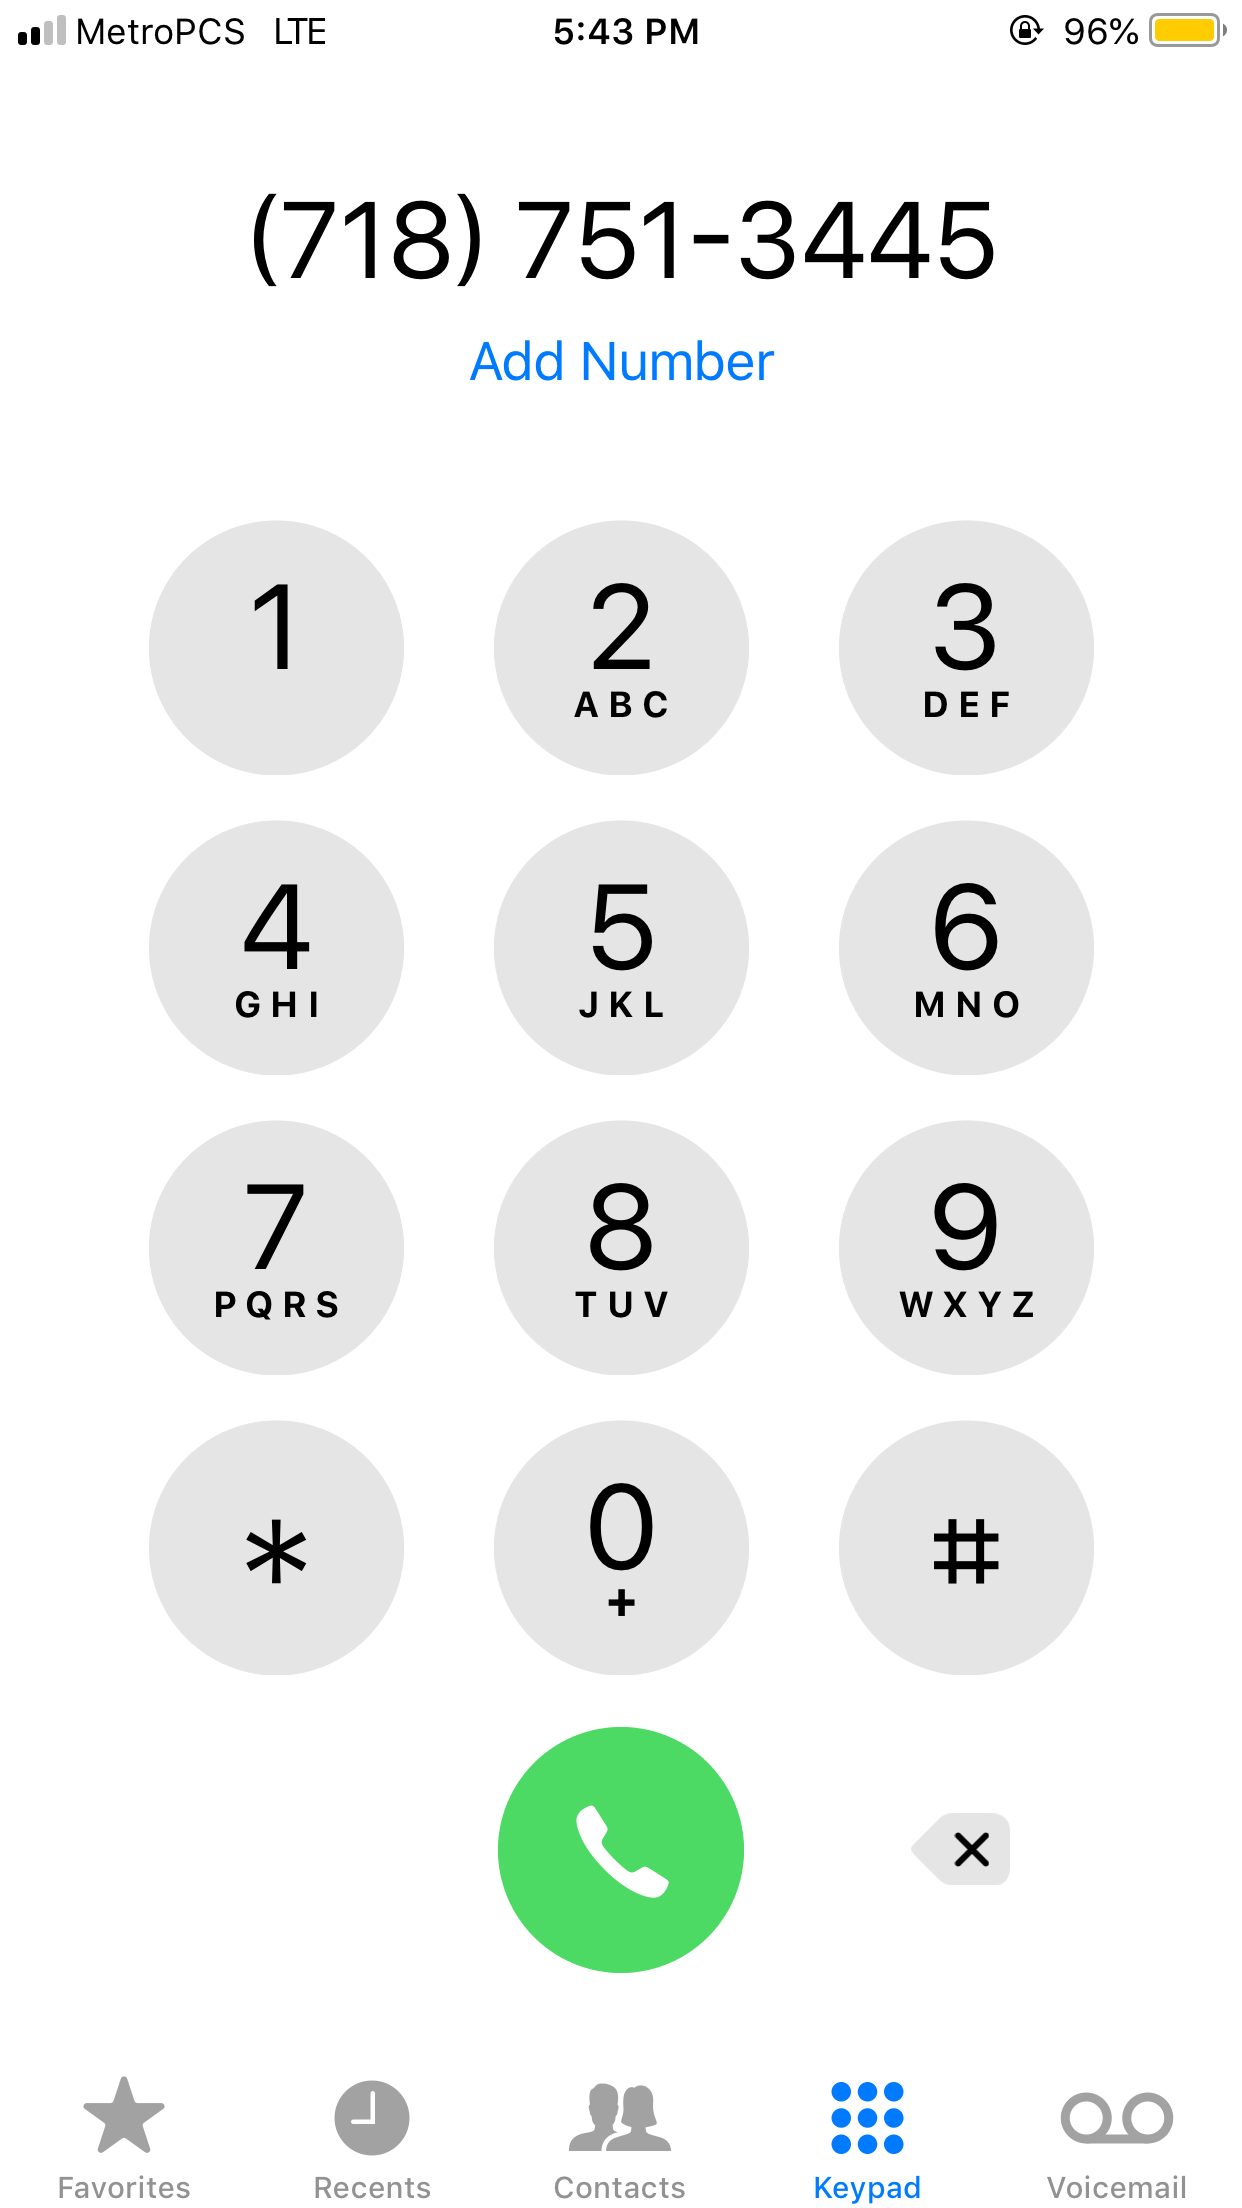 MetroPCS LTE 5:43 PM 96%
(718) 751-3445
Add Number
1 2 3
ABC DEF
4 5 6
GHI JKL MNO
7 8 9
PQRS TUV WXYZ
* 0 #
+
Favorites Recents Contacts Keypad Voicemail